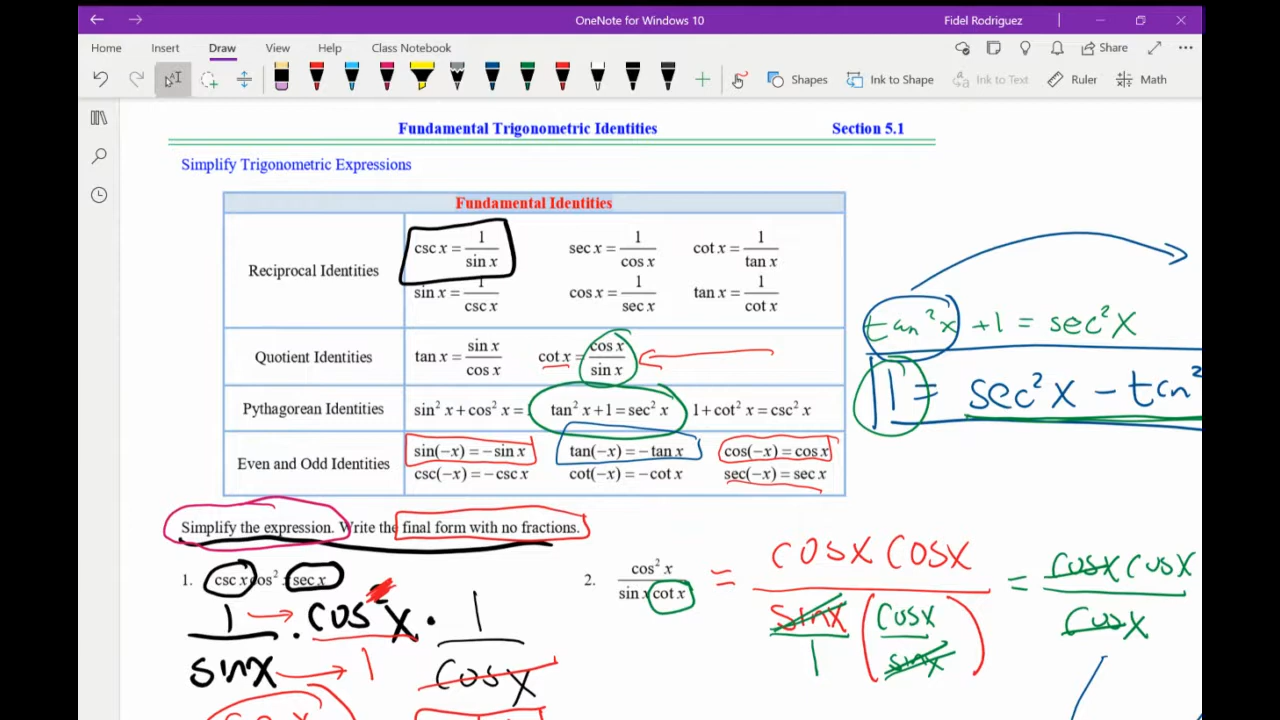 OneNote for Windows 10 Fidel Rodriguez
Home Insert Draw View Help Class Notebook Share
Shapes Ink to Shape Ink to Text Ruler Math
Fundamental Trigonometric Identities Section 5.1
Simplify Trigonometric Expressions
Fundamental Identities
Reciprocal Identities
csc x = 1/sin x sec x = 1/cos x cot x = 1/tan x
sin x = 1/csc x cos x = 1/sec x tan x = 1/cot x
Quotient Identities tan x = sin x/cos x cot x = cos x/sin x
Pythagorean Identities sin² x + cos² x = tan² x + 1 = sec² x 1 + cot² x = csc² x
Even and Odd Identities
sin(−x) = −sin x tan(−x) = −tan x cos(−x) = cos x
csc(−x) = −csc x cot(−x) = −cot x sec(−x) = sec x
tan²x + 1 = sec²x
1 = sec²x − tan²
Simplify the expression. Write the final form with no fractions.
1. csc x cos² sec x
1/sinx · cos²x · 1/cosx
1
2. cos² x/sin x cot x = cosx cosx/sinx/1 (cosx/sinx) = cosx cosx/cosx